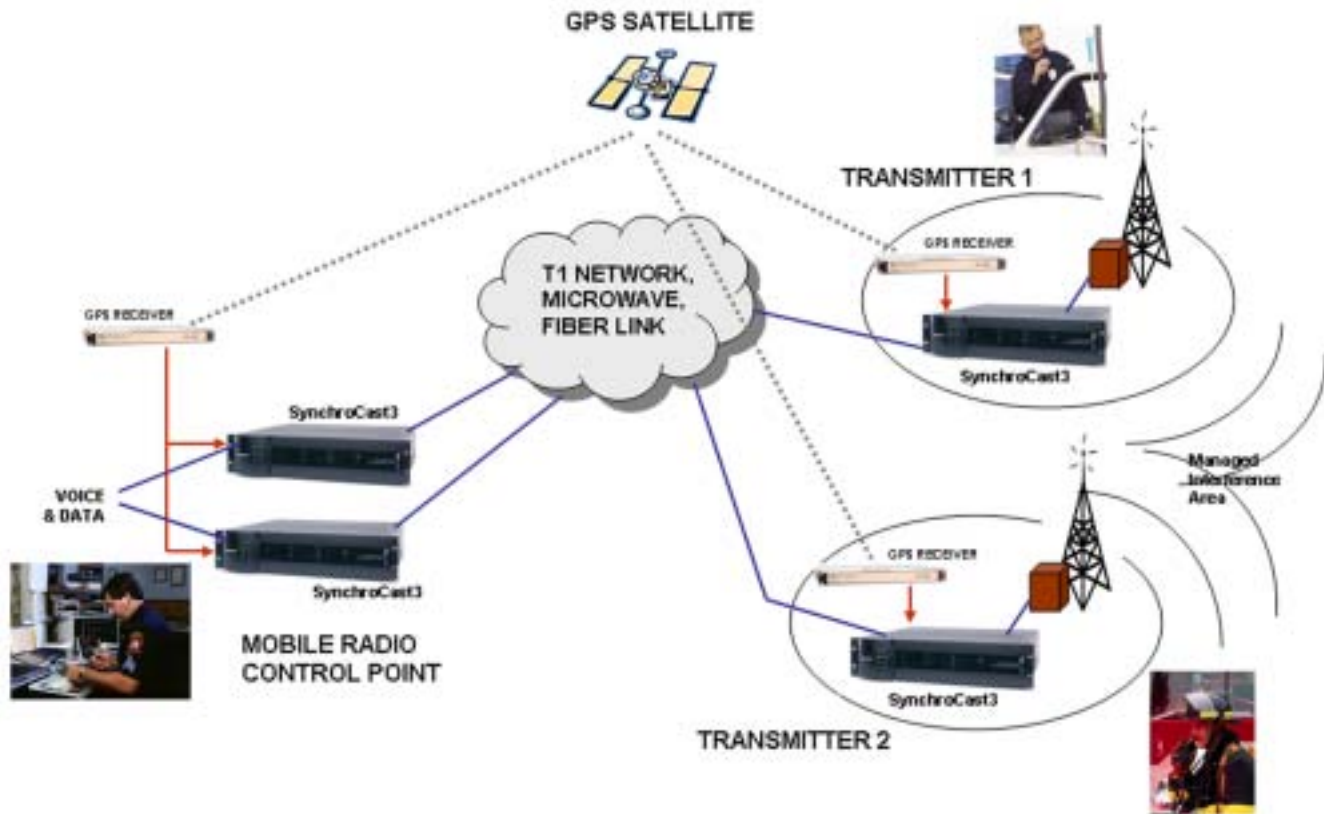 GPS SATELLITE
TRANSMITTER 1
GPS RECEIVER
T1 NETWORK,
MICROWAVE,
FIBER LINK
GPS RECEIVER
SynchroCast3
SynchroCast3
Managed
Interference
Area
VOICE
& DATA
GPS RECEIVER
SynchroCast3
MOBILE RADIO
CONTROL POINT
SynchroCast3
TRANSMITTER 2